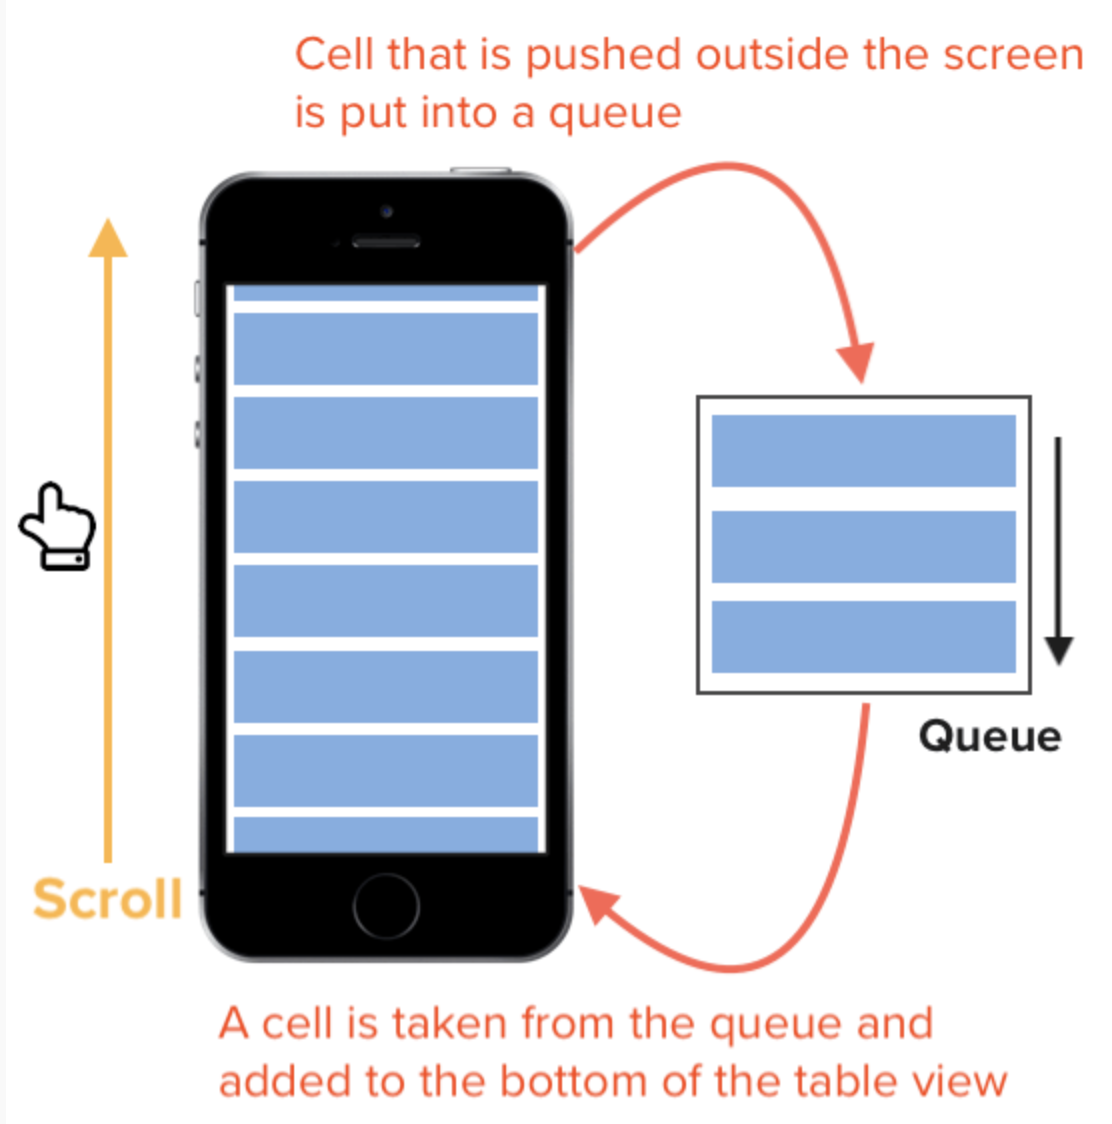 Cell that is pushed outside the screen
is put into a queue
Queue
Scroll
A cell is taken from the queue and
added to the bottom of the table view